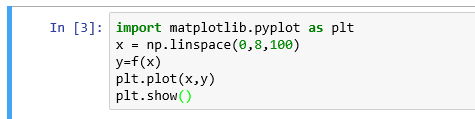 In [3]: import matplotlib.pyplot as plt
x = np.linspace(0,8,100)
y=f(x)
plt.plot(x,y)
plt.show()